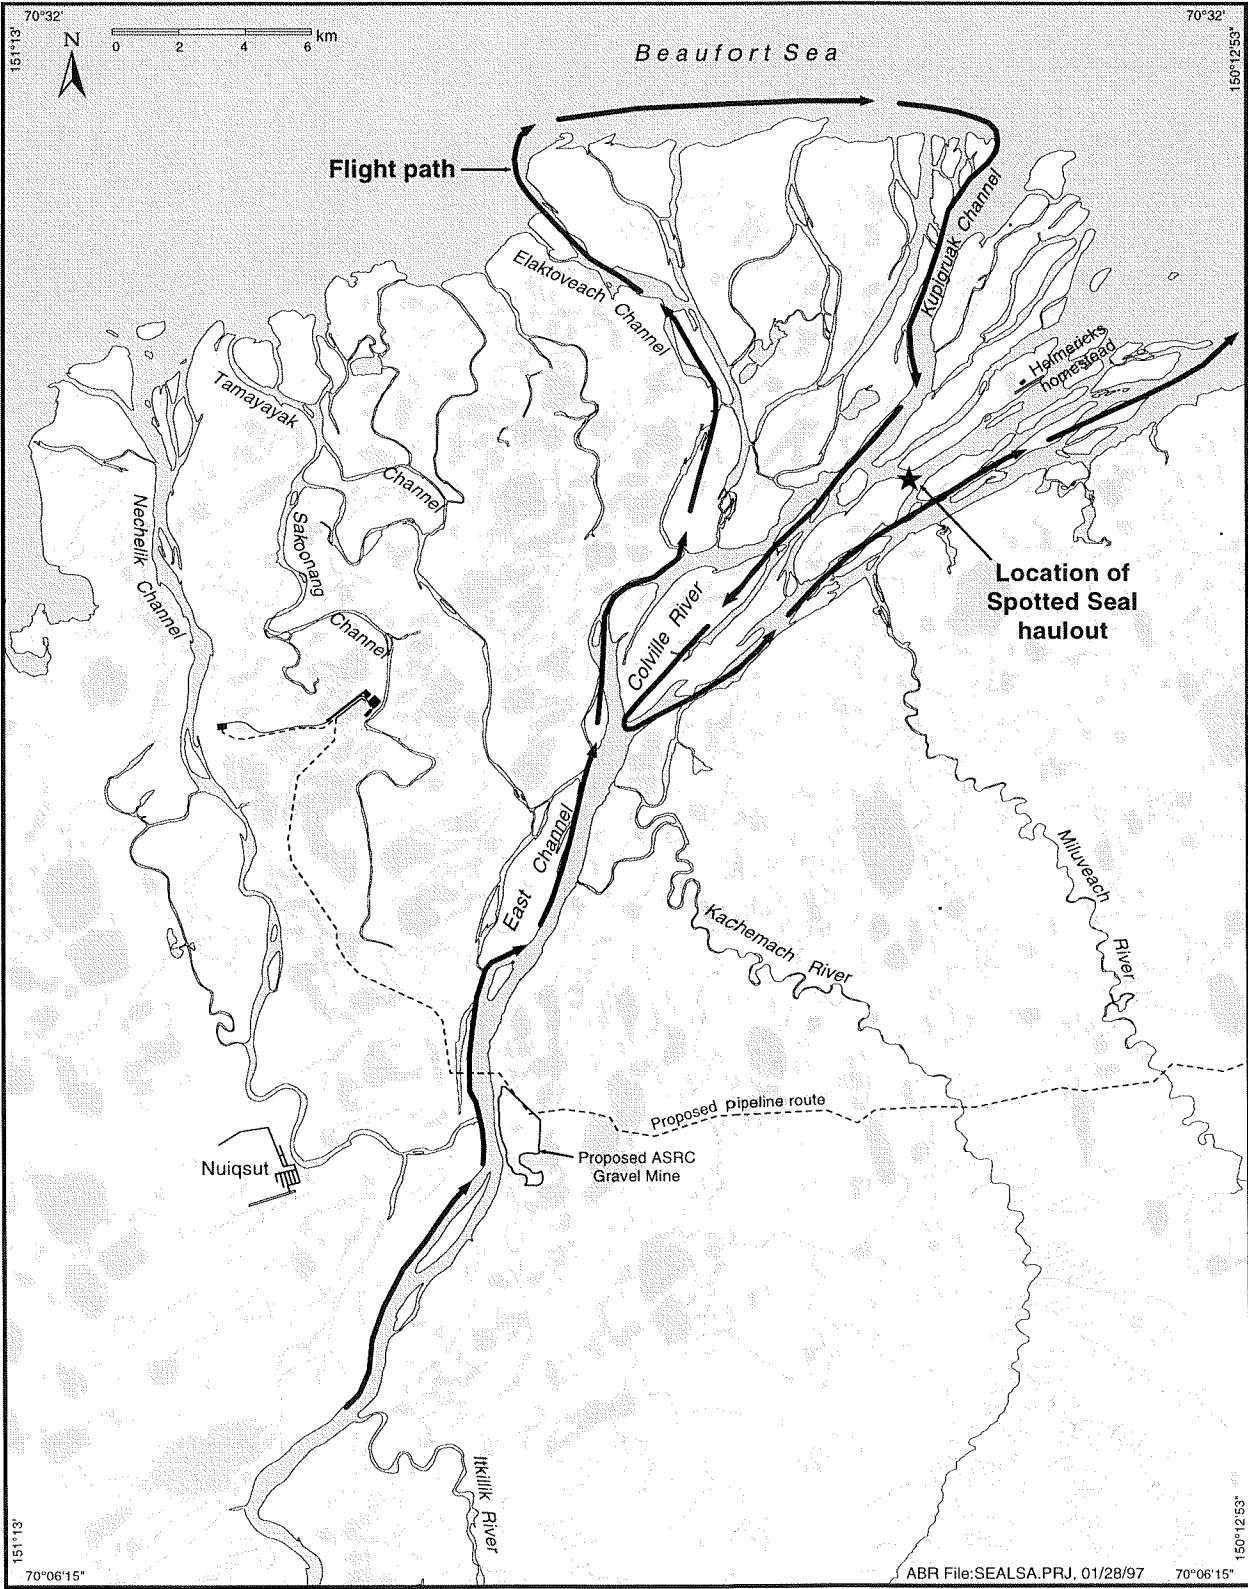 70°32'
70°32'
151°13'
150°12'53"
N
0 2 4 6 km
Beaufort Sea
Flight path
Kupigruak Channel
Elaktoveach Channel
Helmericks
homestead
Tamayayak
Channel
Nechelik Channel
Sakoonang
Channel
Location of
Spotted Seal
haulout
Colville River
East Channel
Miluveach River
Kachemach River
Proposed pipeline route
Nuiqsut
Proposed ASRC
Gravel Mine
Itkillik River
151°13'
150°12'53"
70°06'15"
ABR File:SEALSA.PRJ, 01/28/97
70°06'15"